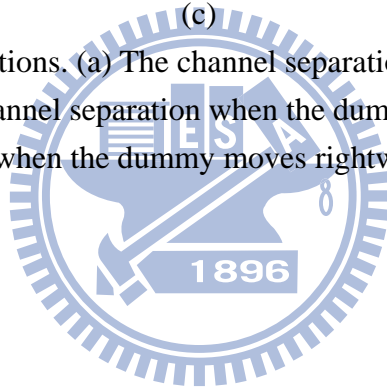 (c)
tions. (a) The channel separatio
annel separation when the dum
when the dummy moves rightw
E S A
1896